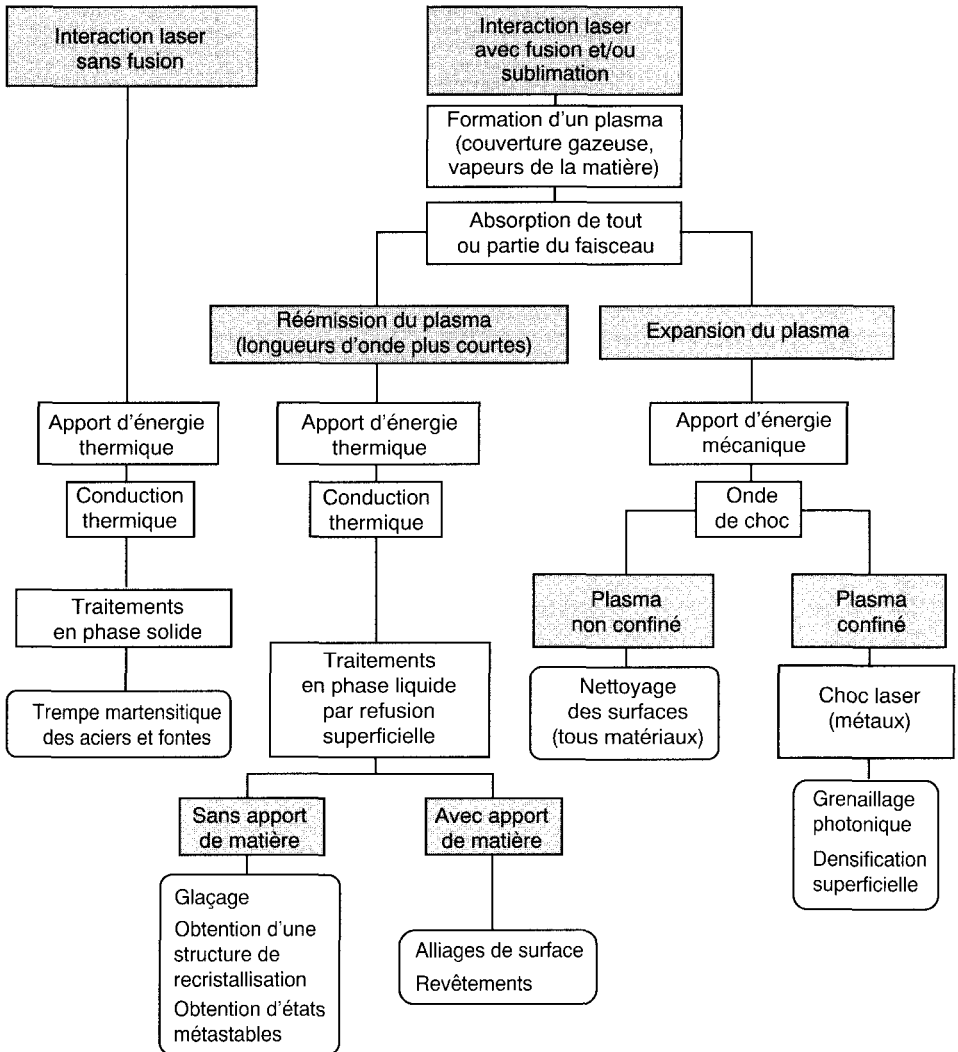 Interaction laser
sans fusion
Interaction laser
avec fusion et/ou
sublimation
Formation d'un plasma
(couverture gazeuse,
vapeurs de la matière)
Absorption de tout
ou partie du faisceau
Réémission du plasma
(longueurs d'onde plus courtes)
Expansion du plasma
Apport d'énergie
thermique
Apport d'énergie
thermique
Apport d'énergie
mécanique
Conduction
thermique
Conduction
thermique
Onde
de choc
Traitements
en phase solide
Plasma
non confiné
Plasma
confiné
Trempe martensitique
des aciers et fontes
Traitements
en phase liquide
par refusion
superficielle
Nettoyage
des surfaces
(tous matériaux)
Choc laser
(métaux)
Sans apport
de matière
Avec apport
de matière
Grenaillage
photonique
Densification
superficielle
Glaçage
Obtention d'une
structure de
recristallisation
Obtention d'états
métastables
Alliages de surface
Revêtements